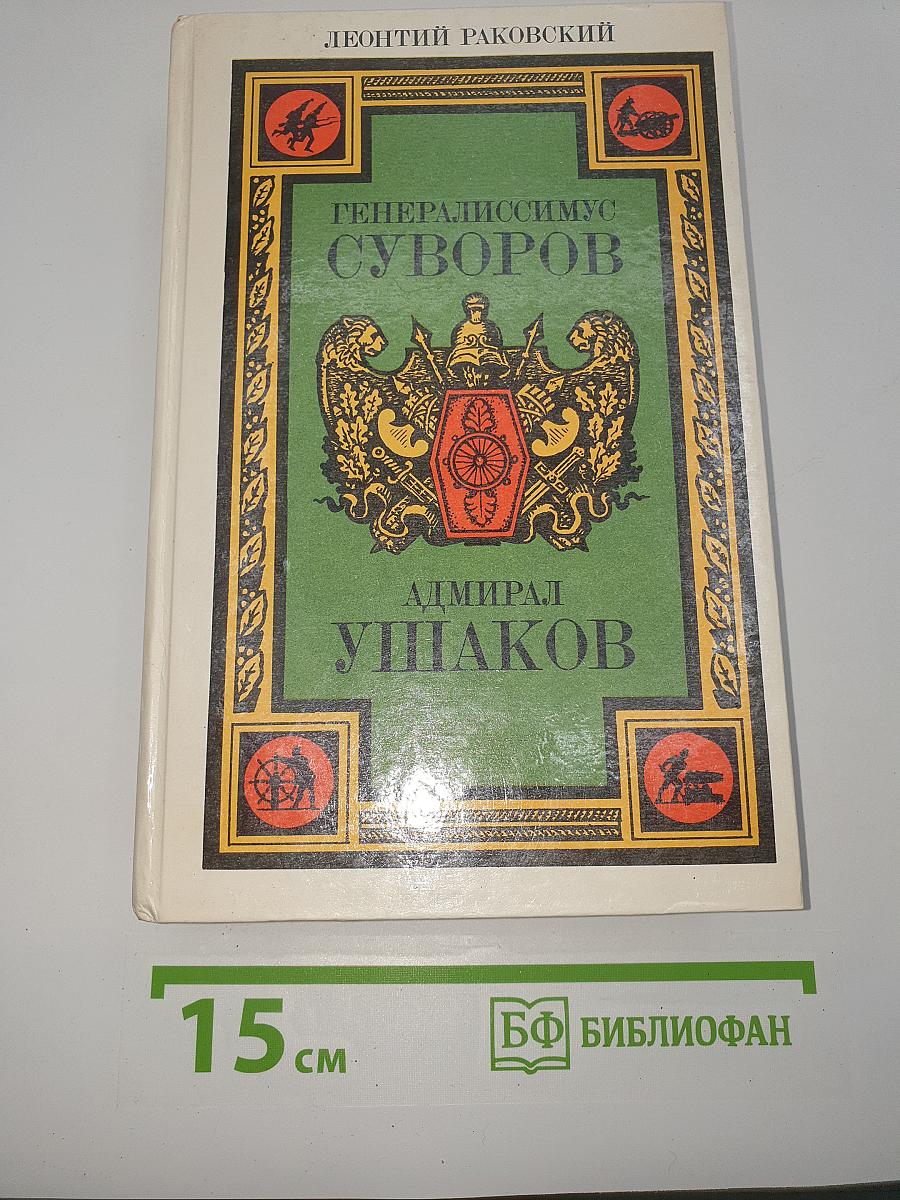 ЛЕОНТИЙ РАКОВСКИЙ
ГЕНЕРАЛИССИМУС
СУВОРОВ
АДМИРАЛ
УШАКОВ
15 см
БФ БИБЛИОФАН